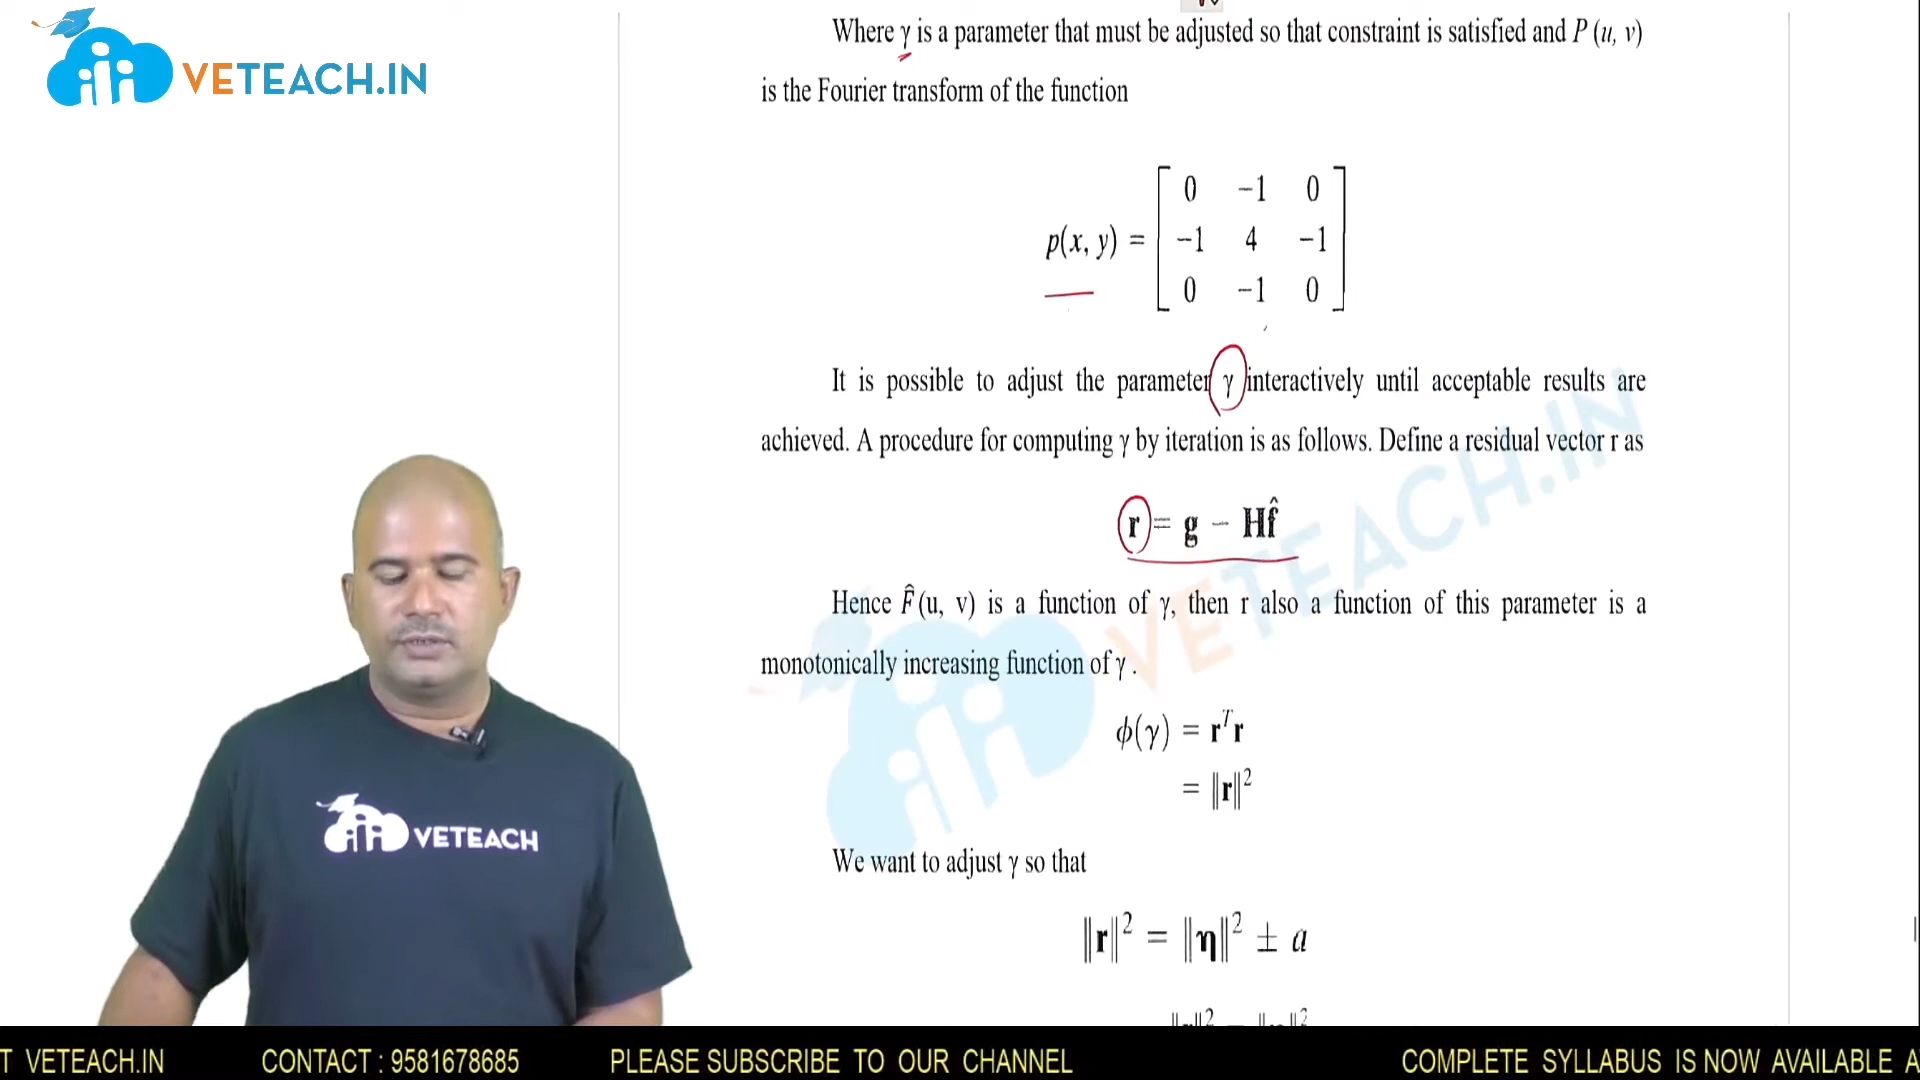 VETEACH.IN
Where γ is a parameter that must be adjusted so that constraint is satisfied and P (u, v)
is the Fourier transform of the function
p(x, y) = [ 0 −1 0
−1 4 −1
0 −1 0 ]
It is possible to adjust the parameter γ interactively until acceptable results are
achieved. A procedure for computing γ by iteration is as follows. Define a residual vector r as
r = g − Hf̂
Hence F̂ (u, v) is a function of γ, then r also a function of this parameter is a
monotonically increasing function of γ .
ϕ(γ) = rᵀr
= ‖r‖²
We want to adjust γ so that
‖r‖² = ‖η‖² ± a
VETEACH.IN
VETEACH
T VETEACH.IN CONTACT : 9581678685 PLEASE SUBSCRIBE TO OUR CHANNEL COMPLETE SYLLABUS IS NOW AVAILABLE A